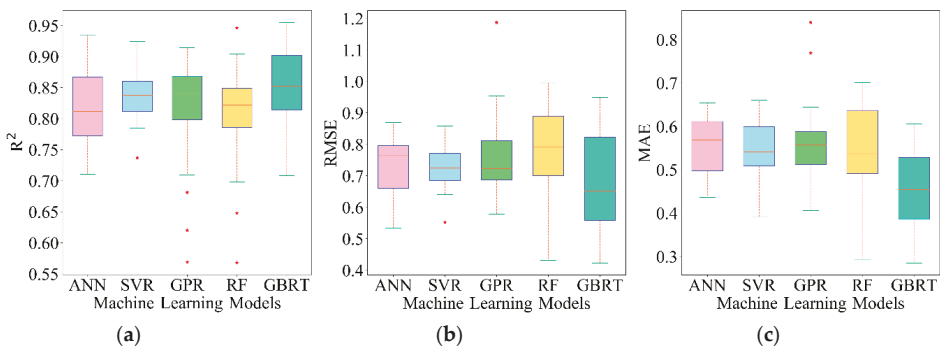 0.95
0.90
0.85
0.80
0.75
0.80
0.65
0.60
0.55
R²
ANN SVR GPR RF GBRT
Machine Learning Models
(a)
1.2
1.1
1.0
0.9
0.8
0.7
0.6
0.5
0.4
RMSE
ANN SVR GPR RF GBRT
Machine Learning Models
(b)
0.8
0.7
0.6
0.5
0.4
0.3
MAE
ANN SVR GPR RF GBRT
Machine Learning Models
(c)